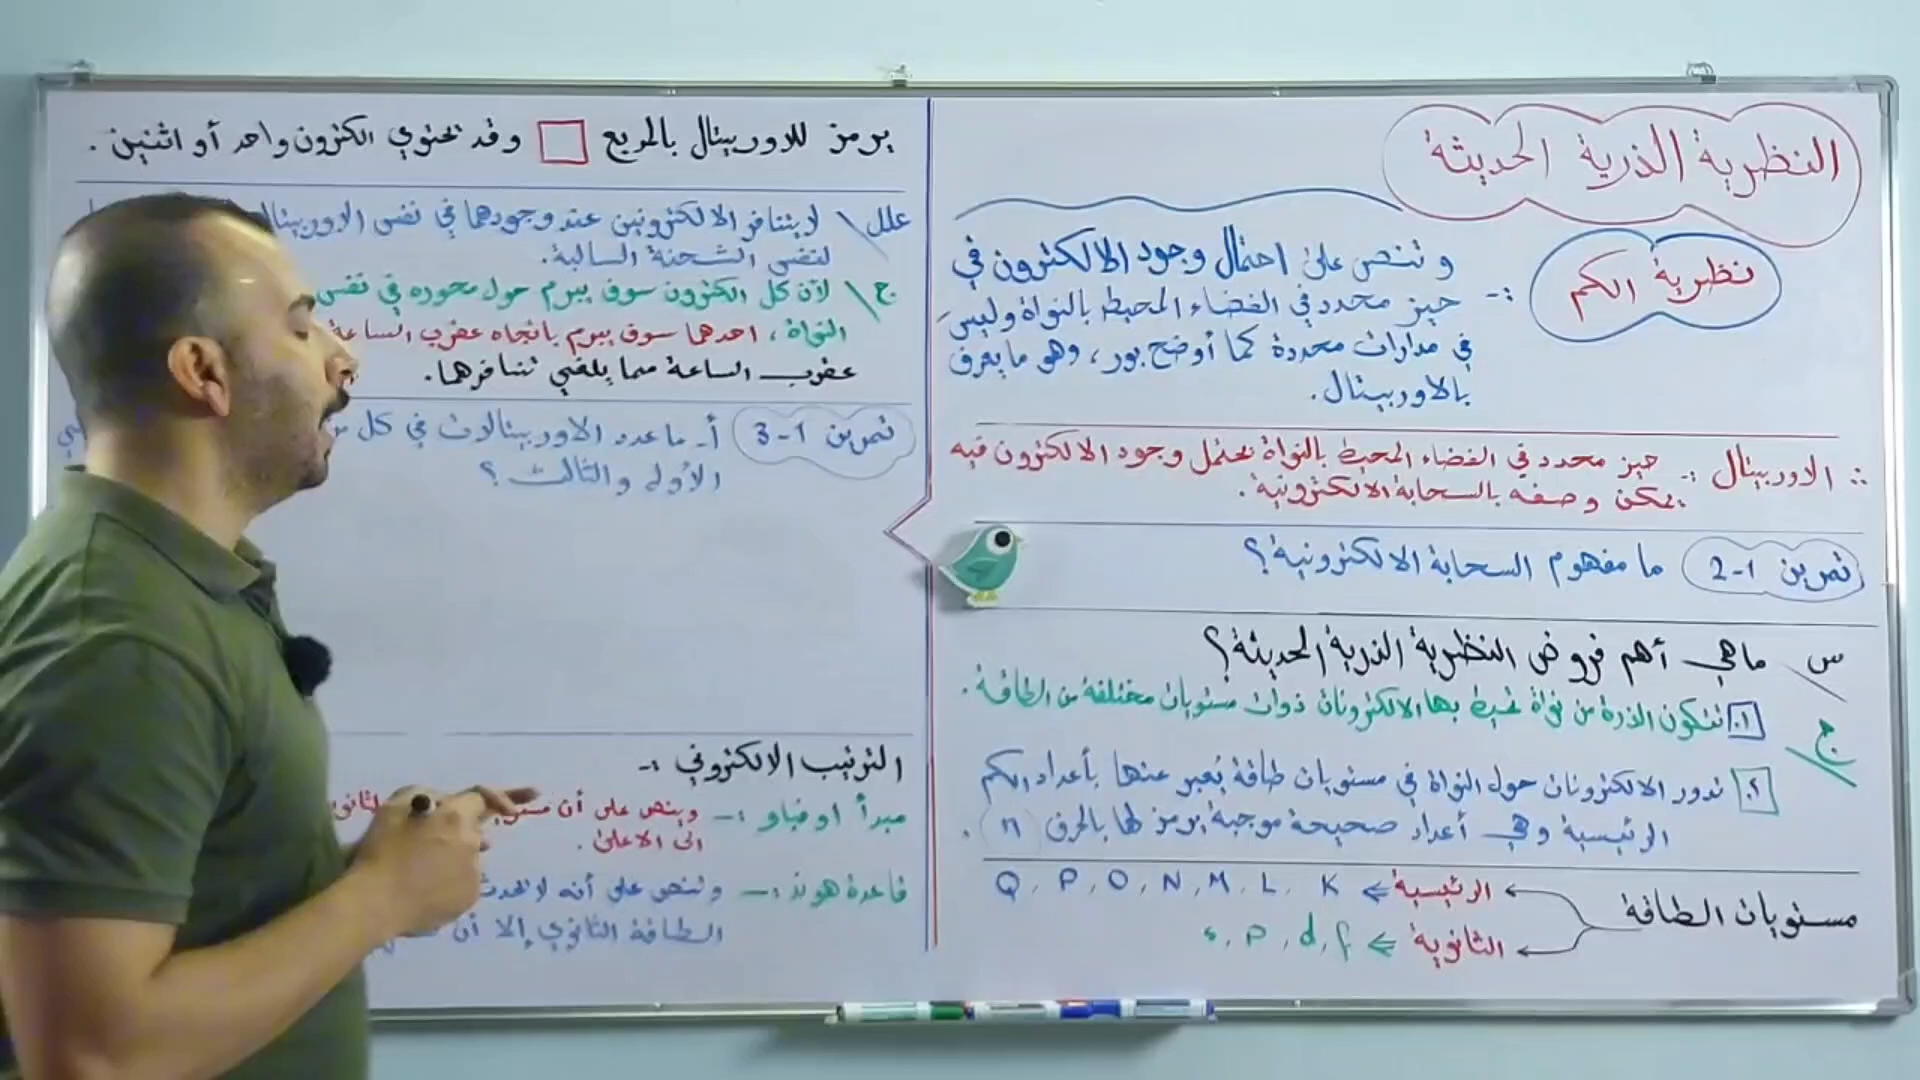 النظرية الذرية الحديثة
نظرية الكم :- وتنص على احتمال وجود الالكترون في
حيز محدد في الفضاء المحيط بالنواة وليس
في مدارات محددة كما أوضح بور ، وهو ما يعرف
بالاوربيتال.
∴ الاوربيتال :- حيز محدد في الفضاء المحيط بالنواة يحتمل وجود الالكترون فيه
يمكن وصفه بالسحابة الالكترونية.
تمرين 1-2 ما مفهوم السحابة الالكترونية؟
س \ ماهي أهم فروض النظرية الذرية الحديثة؟
ج \ 1. تتكون الذرة من نواة تحيط بها الالكترونات ذوات مستويات مختلفة من الطاقة.
2. تدور الالكترونات حول النواة في مستويات طاقة يُعبر عنها بأعداد الكم
الرئيسية وهي أعداد صحيحة موجبة يرمز لها بالحرف (n) .
مستويات الطاقة
الرئيسية ⇐ K , L , M , N , O , P , Q
الثانوية ⇐ s , p , d , f
يرمز للاوربيتال بالمربع □ وقد يحتوي الكترون واحد أو اثنين .
علل \ لا يتنافر الالكترونين عند وجودهما في نفس
لنفس الشحنة السالبة.
ج \ لأن كل الكترون سوف يبرم حول محوره في نفس
النواة ، احدهما سوف يبرم باتجاه عقرب الساعة
عقرب الساعة مما يلغي تنافرهما.
تمرين 1-3 أ- ما عدد الاوربيتالات في كل
الأولى والثالث ؟
الترتيب الالكتروني :-
مبدأ اوفباو :- وينص على أن
الى الاعلى .
قاعدة هوند :- وتنص على أنه لا يحدث
الطاقة الثانوي إلا أن